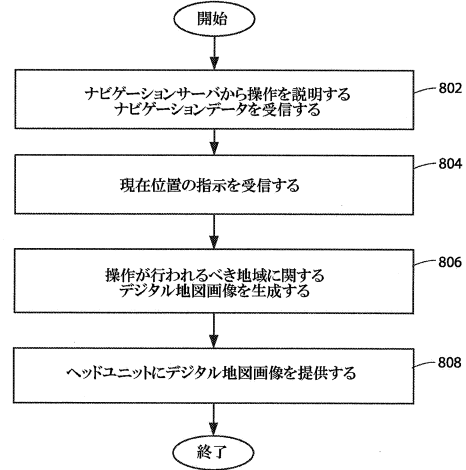 開始
ナビゲーションサーバから操作を説明する
ナビゲーションデータを受信する
802
現在位置の指示を受信する
804
操作が行われるべき地域に関する
デジタル地図画像を生成する
806
ヘッドユニットにデジタル地図画像を提供する
808
終了